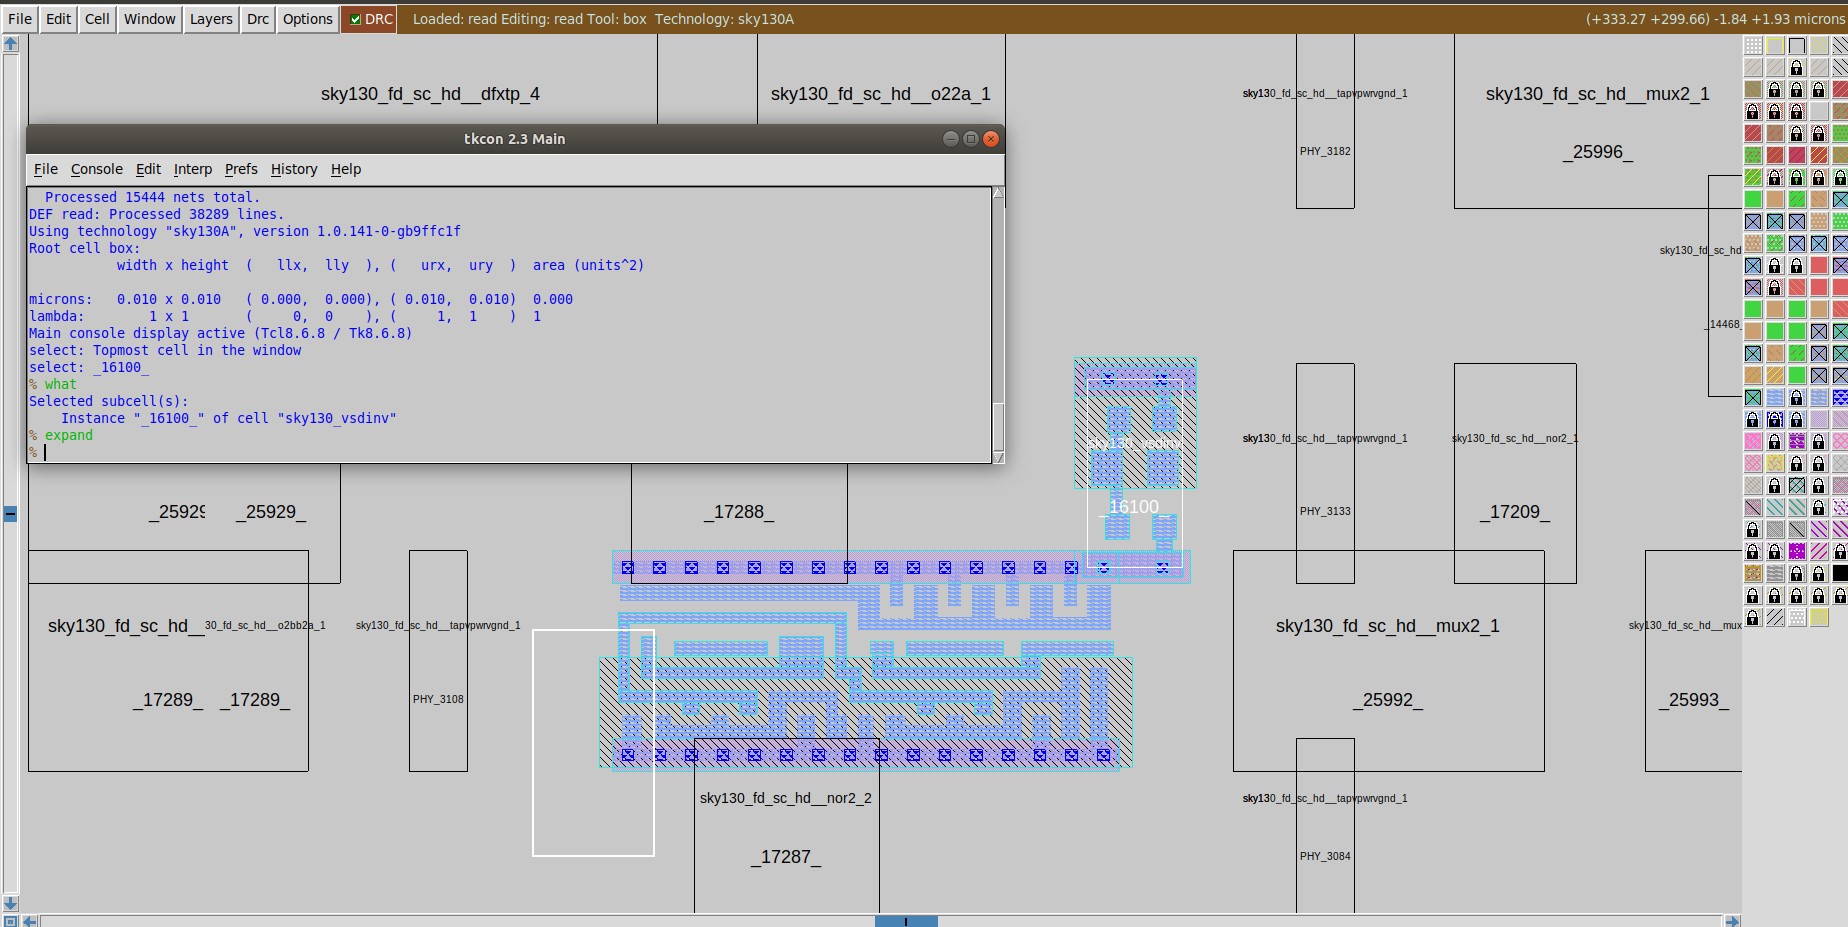 File Edit Cell Window Layers Drc Options DRC Loaded: read Editing: read Tool: box Technology: sky130A (+333.27 +299.66) -1.84 +1.93 microns
sky130_fd_sc_hd__dfxtp_4
sky130_fd_sc_hd__o22a_1
sky130_fd_sc_hd__tapvpwrvgnd_1
sky130_fd_sc_hd__mux2_1
PHY_3182
_25996_
tkcon 2.3 Main
File Console Edit Interp Prefs History Help
Processed 15444 nets total.
DEF read: Processed 38289 lines.
Using technology "sky130A", version 1.0.141-0-gb9ffc1f
Root cell box:
width x height ( llx, lly ), ( urx, ury ) area (units^2)
microns: 0.010 x 0.010 ( 0.000, 0.000), ( 0.010, 0.010) 0.000
lambda: 1 x 1 ( 0, 0 ), ( 1, 1 ) 1
Main console display active (Tcl8.6.8 / Tk8.6.8)
select: Topmost cell in the window
select: _16100_
% what
Selected subcell(s):
Instance "_16100_" of cell "sky130_vsdinv"
% expand
%
sky130_fd_sc_hd
_14468_
sky130_vsdinv
_16100_
sky130_fd_sc_hd__tapvpwrvgnd_1
sky130_fd_sc_hd__nor2_1
PHY_3133
_17209_
_25929 _25929_
_17288_
sky130_fd_sc_hd__ 30_fd_sc_hd__o2bb2a_1
sky130_fd_sc_hd__tapvpwrvgnd_1
sky130_fd_sc_hd__mux2_1
sky130_fd_sc_hd__mux
_17289_ _17289_
PHY_3108
_25992_
_25993_
sky130_fd_sc_hd__nor2_2
sky130_fd_sc_hd__tapvpwrvgnd_1
_17287_
PHY_3084